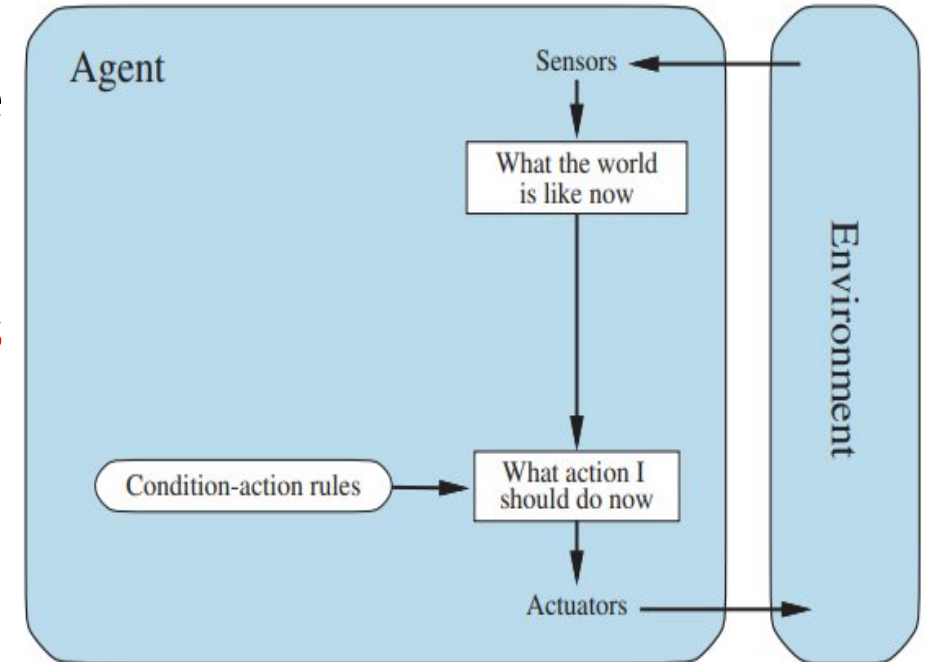 Agent
Sensors
What the world
is like now
Environment
Condition-action rules
What action I
should do now
Actuators